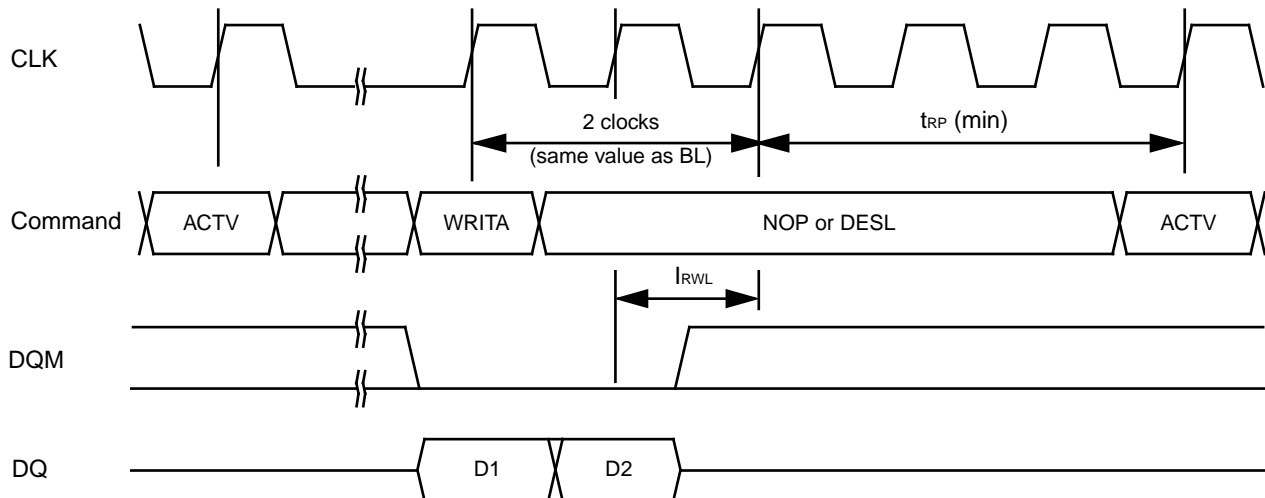 CLK
2 clocks
(same value as BL)
tRP (min)
Command
ACTV
WRITA
NOP or DESL
ACTV
IRWL
DQM
DQ
D1
D2